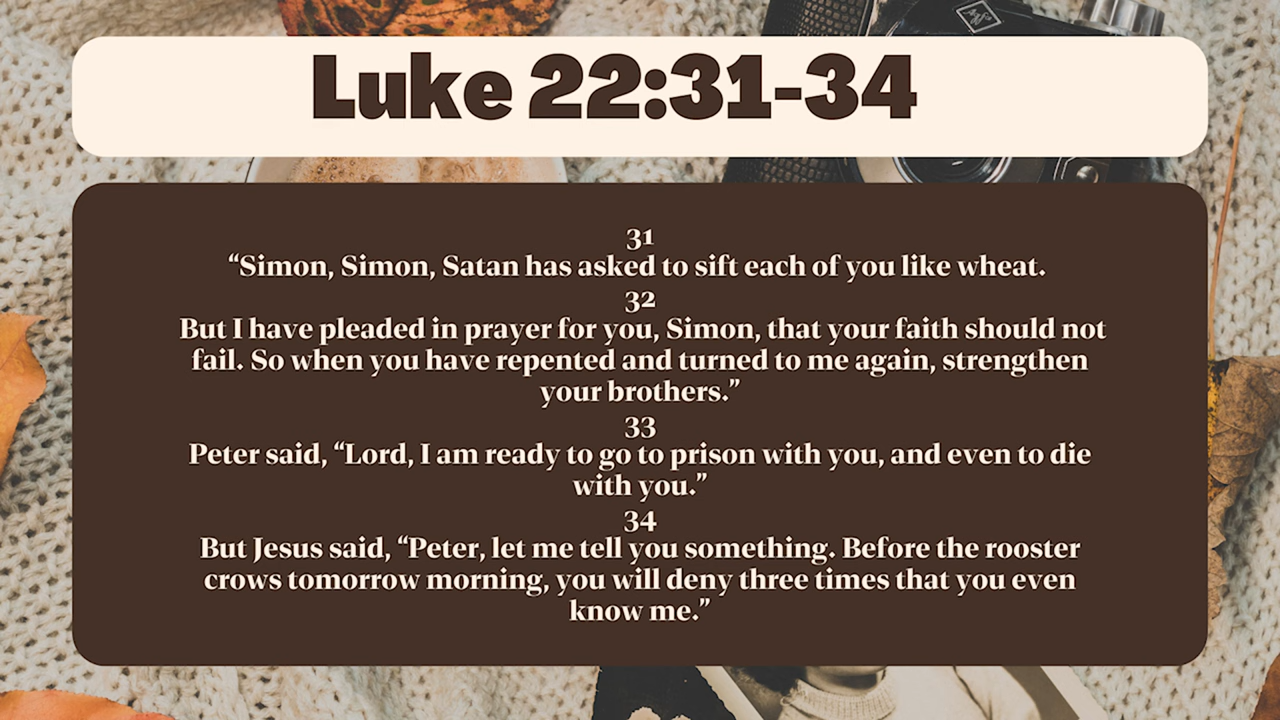 Luke 22:31-34
31
“Simon, Simon, Satan has asked to sift each of you like wheat.
32
But I have pleaded in prayer for you, Simon, that your faith should not
fail. So when you have repented and turned to me again, strengthen
your brothers.”
33
Peter said, “Lord, I am ready to go to prison with you, and even to die
with you.”
34
But Jesus said, “Peter, let me tell you something. Before the rooster
crows tomorrow morning, you will deny three times that you even
know me.”